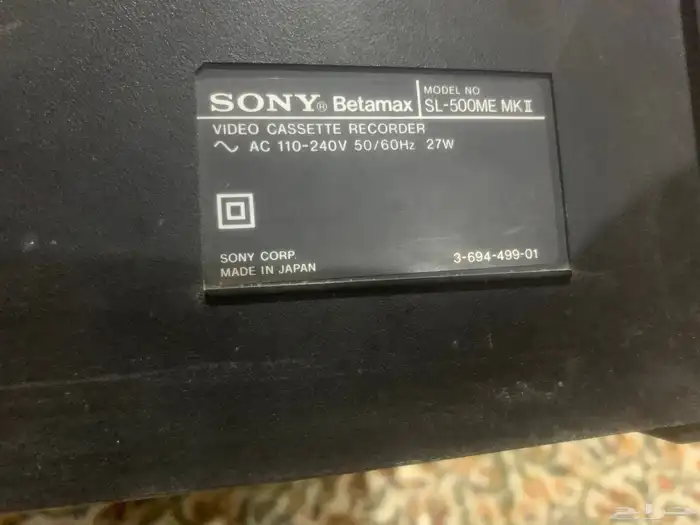 SONY® Betamax
MODEL NO
SL-500ME MKⅡ
VIDEO CASSETTE RECORDER
∼ AC 110-240V 50/60Hz 27W
SONY CORP.
MADE IN JAPAN
3-694-499-01
حراج